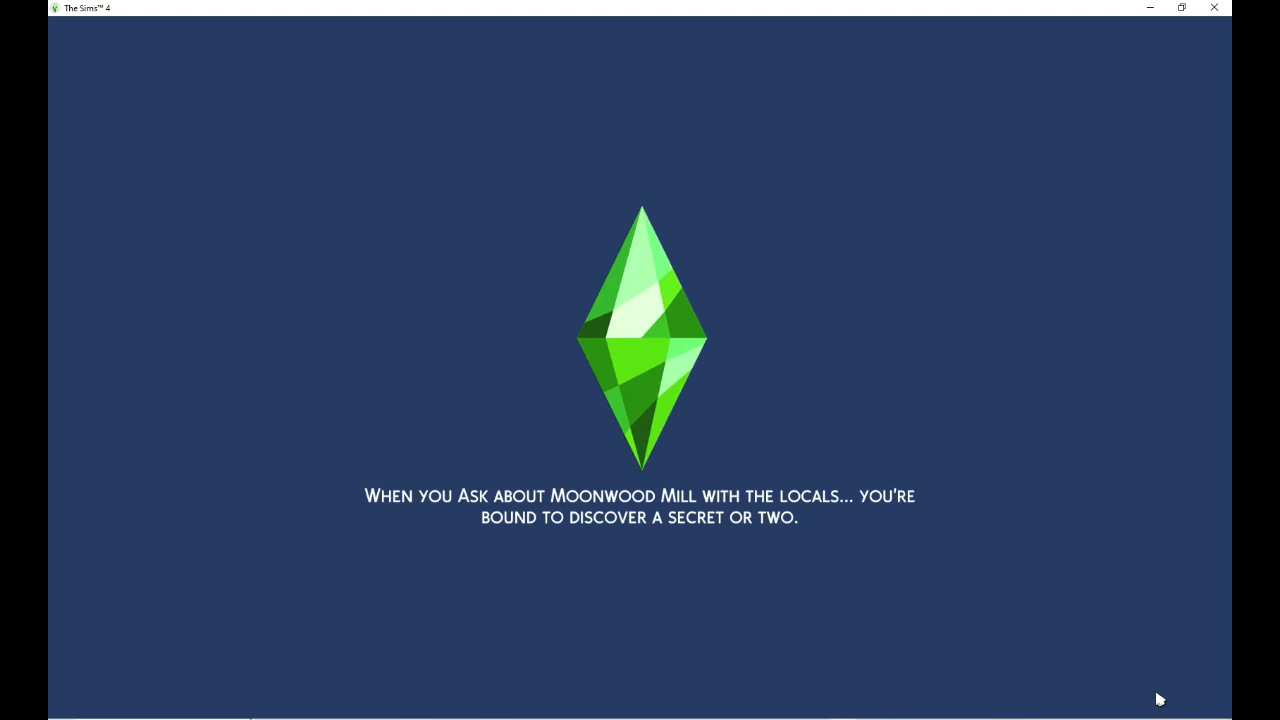 The Sims™ 4
When you Ask about Moonwood Mill with the locals... you're
bound to discover a secret or two.